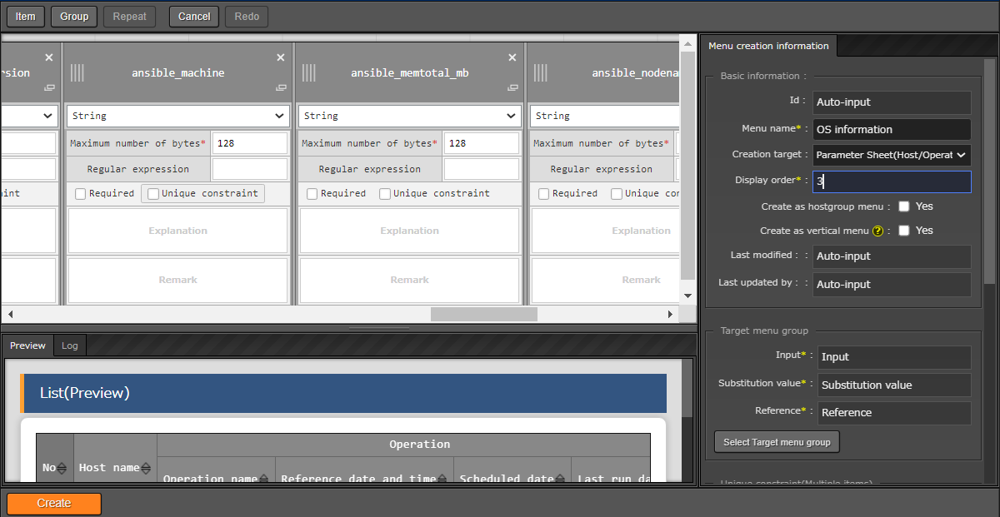 Item Group Repeat Cancel Redo
rsion ansible_machine ansible_memtotal_mb ansible_nodena
String String String
Maximum number of bytes* 128 Maximum number of bytes* 128 Maximum number of bytes*
Regular expression Regular expression Regular expression
int Required Unique constraint Required Unique constraint Required Unique con
Explanation Explanation Explanation
Remark Remark Remark
Preview Log
List(Preview)
Operation
No Host name
Operation name Reference date and time Scheduled date Last run da
Create
Menu creation information
Basic information :
Id : Auto-input
Menu name* : OS information
Creation target : Parameter Sheet(Host/Operat
Display order* : 3
Create as hostgroup menu : Yes
Create as vertical menu ? : Yes
Last modified : : Auto-input
Last updated by : : Auto-input
Target menu group
Input* : Input
Substitution value* : Substitution value
Reference* : Reference
Select Target menu group
Unique constraint(Multiple items)